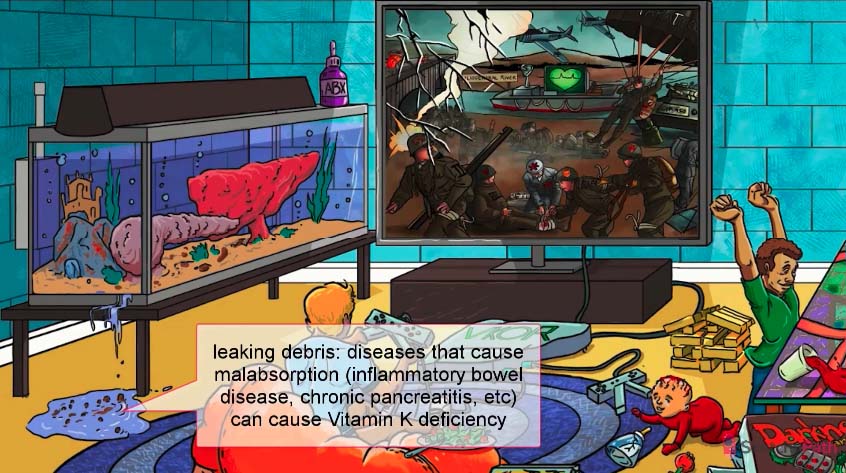 ABX
leaking debris: diseases that cause
malabsorption (inflammatory bowel
disease, chronic pancreatitis, etc)
can cause Vitamin K deficiency